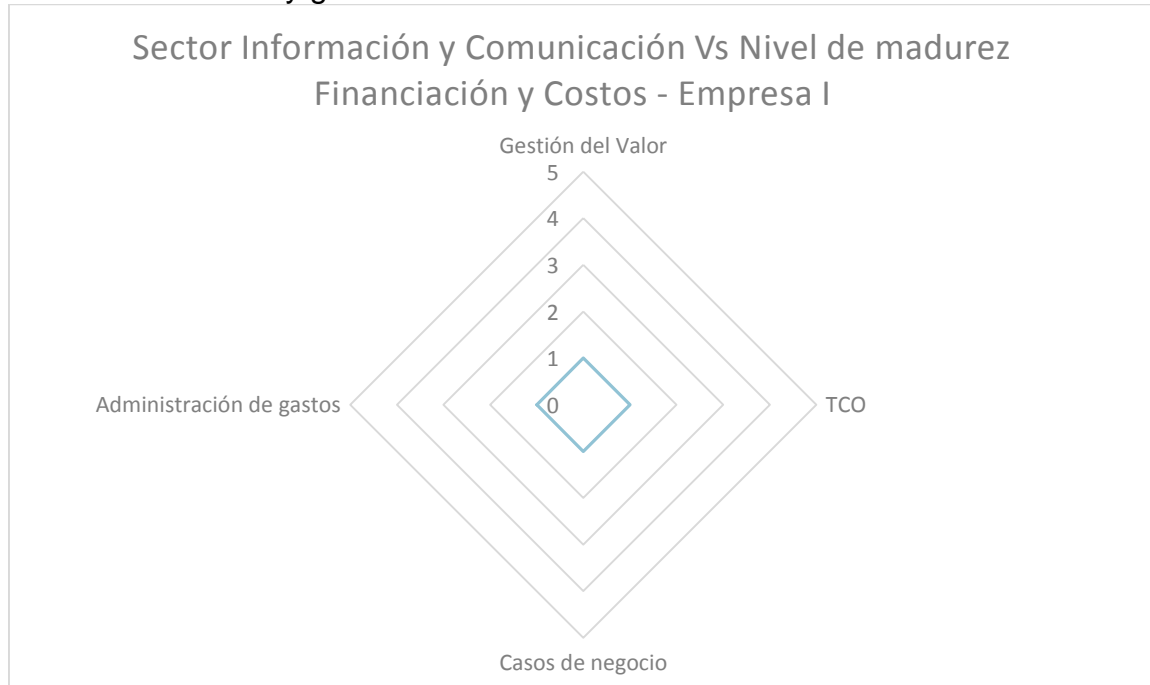 Sector Información y Comunicación Vs Nivel de madurez
Financiación y Costos - Empresa I
Gestión del Valor
5
4
3
2
1
Administración de gastos
0
TCO
Casos de negocio